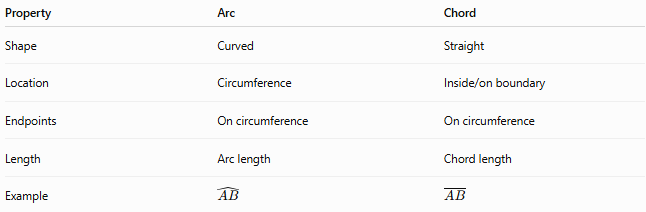 Property Arc Chord
Shape Curved Straight
Location Circumference Inside/on boundary
Endpoints On circumference On circumference
Length Arc length Chord length
Example \widehat{AB} \overline{AB}